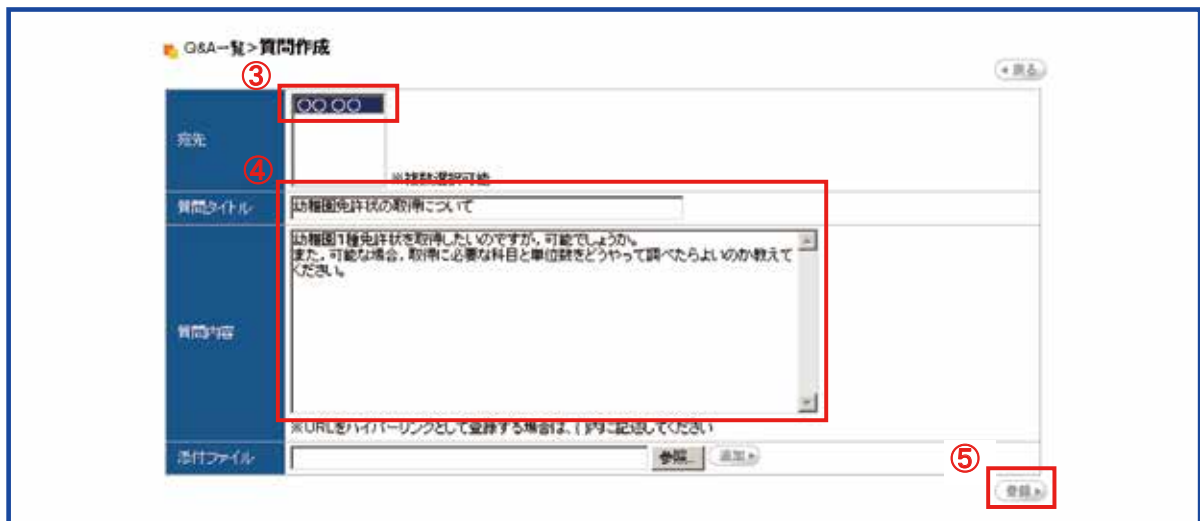 Q&A一覧>質問作成
戻る
③
宛先
○○ ○○
※複数選択可能
④
質問タイトル
幼稚園免許状の取得について
質問内容
幼稚園1種免許状を取得したいのですが，可能でしょうか。
また，可能な場合，取得に必要な科目と単位数をどうやって調べたらよいのか教えて
ください。
※URLをハイパーリンクとして登録する場合は、[ ]内に記述してください
添付ファイル
参照...
追加
⑤
登録